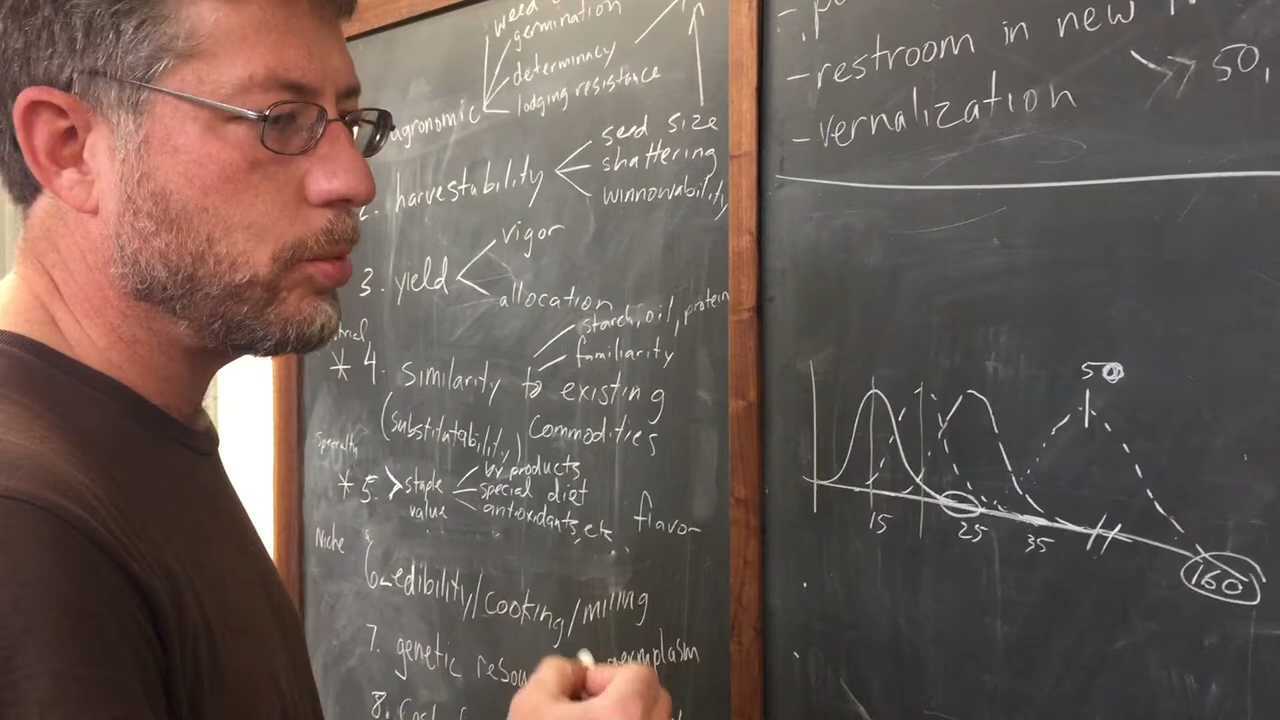 weed
germination
determinacy
lodging resistance
agronomic
seed size
shattering
winnowability
2. harvestability
vigor
3. yield
allocation
starch, oil, protein
familiarity
* 4. similarity to existing
(substitutability) commodities
Specialty
by products
* 5. > staple
special diet
value
antioxidants, etc
flavor
Niche
6 edibility/cooking/milling
7. genetic germplasm
8.
- restroom in new
>> 50,
- vernalization
50
15
25
35
160